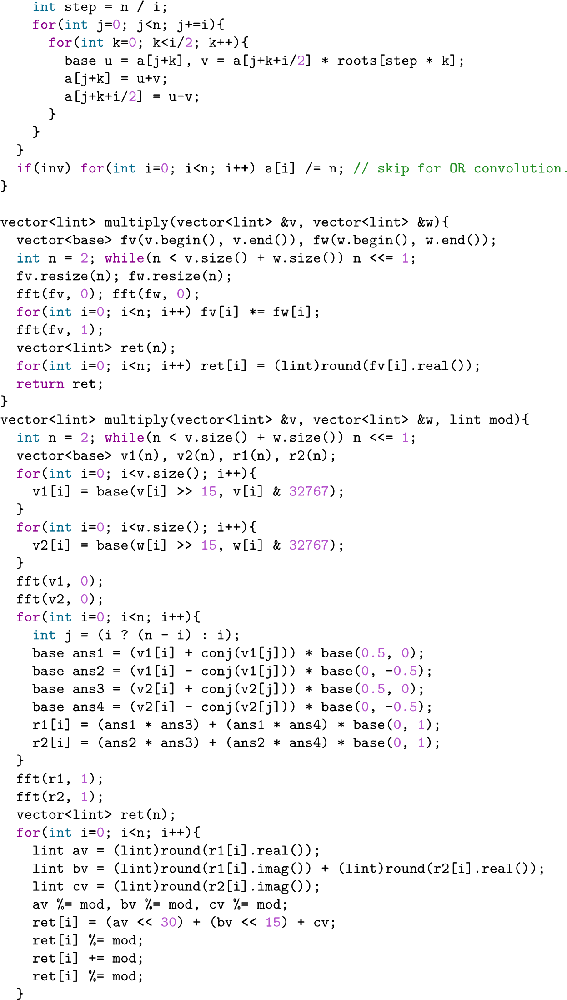 int step = n / i;
    for(int j=0; j<n; j+=i){
      for(int k=0; k<i/2; k++){
        base u = a[j+k], v = a[j+k+i/2] * roots[step * k];
        a[j+k] = u+v;
        a[j+k+i/2] = u-v;
      }
    }
  }
  if(inv) for(int i=0; i<n; i++) a[i] /= n; // skip for OR convolution.
}

vector<lint> multiply(vector<lint> &v, vector<lint> &w){
  vector<base> fv(v.begin(), v.end()), fw(w.begin(), w.end());
  int n = 2; while(n < v.size() + w.size()) n <<= 1;
  fv.resize(n); fw.resize(n);
  fft(fv, 0); fft(fw, 0);
  for(int i=0; i<n; i++) fv[i] *= fw[i];
  fft(fv, 1);
  vector<lint> ret(n);
  for(int i=0; i<n; i++) ret[i] = (lint)round(fv[i].real());
  return ret;
}
vector<lint> multiply(vector<lint> &v, vector<lint> &w, lint mod){
  int n = 2; while(n < v.size() + w.size()) n <<= 1;
  vector<base> v1(n), v2(n), r1(n), r2(n);
  for(int i=0; i<v.size(); i++){
    v1[i] = base(v[i] >> 15, v[i] & 32767);
  }
  for(int i=0; i<w.size(); i++){
    v2[i] = base(w[i] >> 15, w[i] & 32767);
  }
  fft(v1, 0);
  fft(v2, 0);
  for(int i=0; i<n; i++){
    int j = (i ? (n - i) : i);
    base ans1 = (v1[i] + conj(v1[j])) * base(0.5, 0);
    base ans2 = (v1[i] - conj(v1[j])) * base(0, -0.5);
    base ans3 = (v2[i] + conj(v2[j])) * base(0.5, 0);
    base ans4 = (v2[i] - conj(v2[j])) * base(0, -0.5);
    r1[i] = (ans1 * ans3) + (ans1 * ans4) * base(0, 1);
    r2[i] = (ans2 * ans3) + (ans2 * ans4) * base(0, 1);
  }
  fft(r1, 1);
  fft(r2, 1);
  vector<lint> ret(n);
  for(int i=0; i<n; i++){
    lint av = (lint)round(r1[i].real());
    lint bv = (lint)round(r1[i].imag()) + (lint)round(r2[i].real());
    lint cv = (lint)round(r2[i].imag());
    av %= mod, bv %= mod, cv %= mod;
    ret[i] = (av << 30) + (bv << 15) + cv;
    ret[i] %= mod;
    ret[i] += mod;
    ret[i] %= mod;
  }